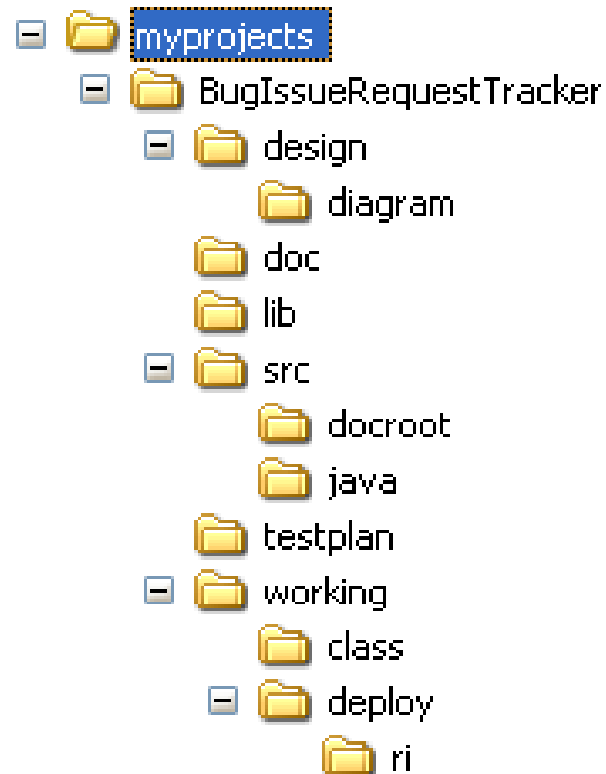 myprojects
BugIssueRequestTracker
design
diagram
doc
lib
src
docroot
java
testplan
working
class
deploy
ri